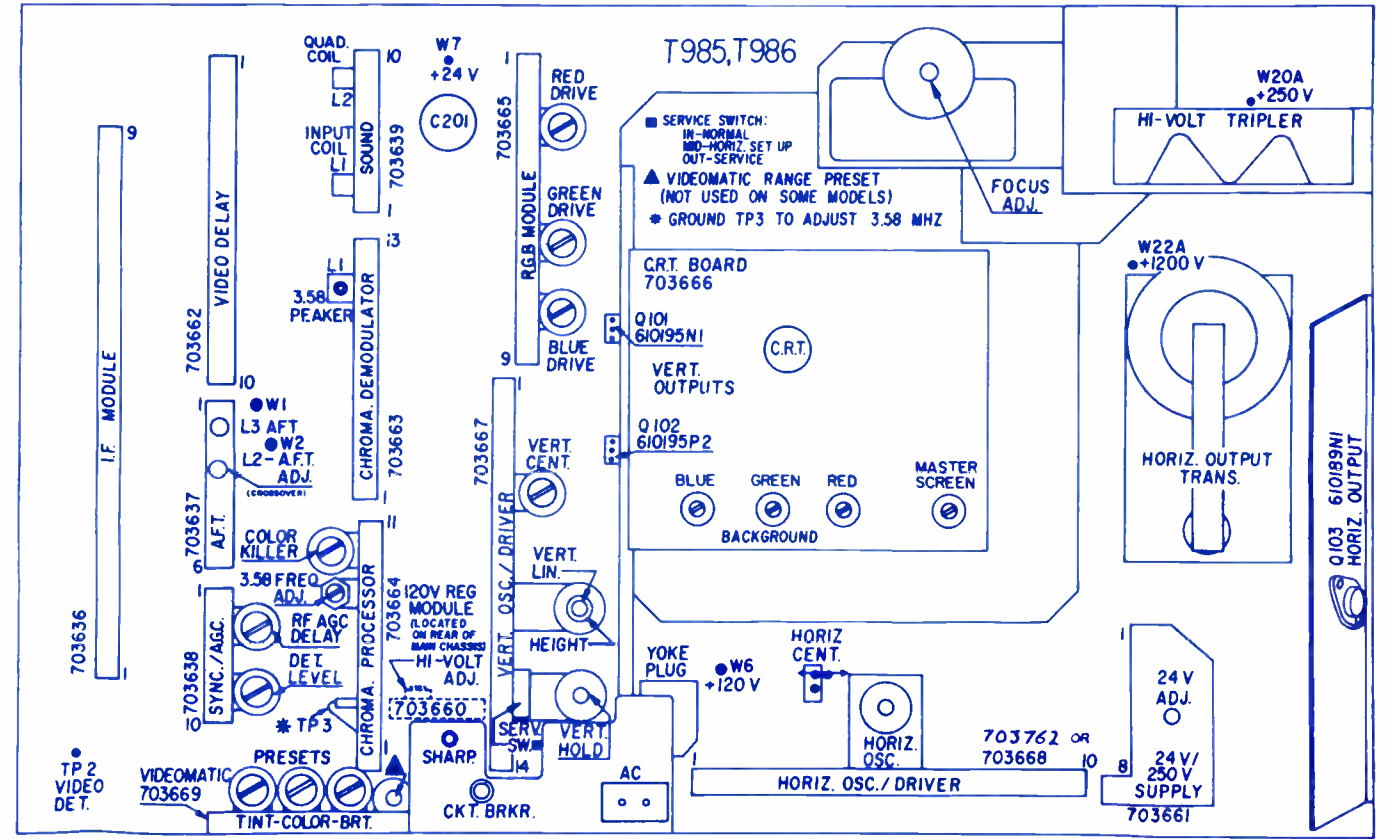 T985,T986
QUAD.
COIL
10
L2
INPUT
COIL
L1
SOUND
703639
1
W7
+24 V
C201
1
VIDEO DELAY
703662
10
9
I.F. MODULE
703636
1
1
703665
R.G.B MODULE
9
RED
DRIVE
GREEN
DRIVE
BLUE
DRIVE
SERVICE SWITCH:
IN-NORMAL
MID-HORIZ. SET UP
OUT-SERVICE
▲ VIDEOMATIC RANGE PRESET
(NOT USED ON SOME MODELS)
* GROUND TP3 TO ADJUST 3.58 MHZ
FOCUS
ADJ.
W20A
+250 V
HI-VOLT TRIPLER
W22A
+1200 V
HORIZ. OUTPUT
TRANS.
Q103 610189N1
HORIZ. OUTPUT
C.R.T. BOARD
703666
C.R.T.
Q101
610195N1
VERT.
OUTPUTS
Q102
610195P2
BLUE
GREEN
RED
MASTER
SCREEN
BACKGROUND
13
L1
3.58
PEAKER
CHROMA. DEMODULATOR
703663
1
1
W1
L3 AFT
W2
L2-A.F.T.
ADJ.
(CROSSOVER)
703637
A.F.T.
6
COLOR
KILLER
3.58 FREQ
ADJ.
11
CHROMA. PROCESSOR
703664
1
1
RF AGC
DELAY
DET.
LEVEL
703638
SYNC./AGC.
10
* TP3
120V REG
MODULE
(LOCATED
ON REAR OF
MAIN CHASSIS)
HI-VOLT
ADJ.
703660
1
703667
VERT. OSC./DRIVER
14
VERT.
CENT.
VERT.
LIN.
HEIGHT
SERV.
SW.
VERT.
HOLD
YOKE
PLUG
W6
+120 V
HORIZ
CENT.
HORIZ.
OSC.
703762 OR
703668
1
10
HORIZ. OSC./DRIVER
1
24V
ADJ.
24V/
250V
SUPPLY
8
703661
TP2
VIDEO
DET.
VIDEOMATIC
703669
PRESETS
TINT-COLOR-BRT.
SHARP.
CKT. BRKR.
AC